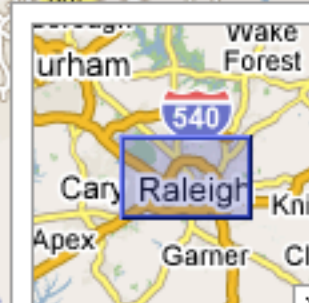 Wake
Forest
urham
540
Cary
Raleigh
Kni
Apex
Garner
Cl